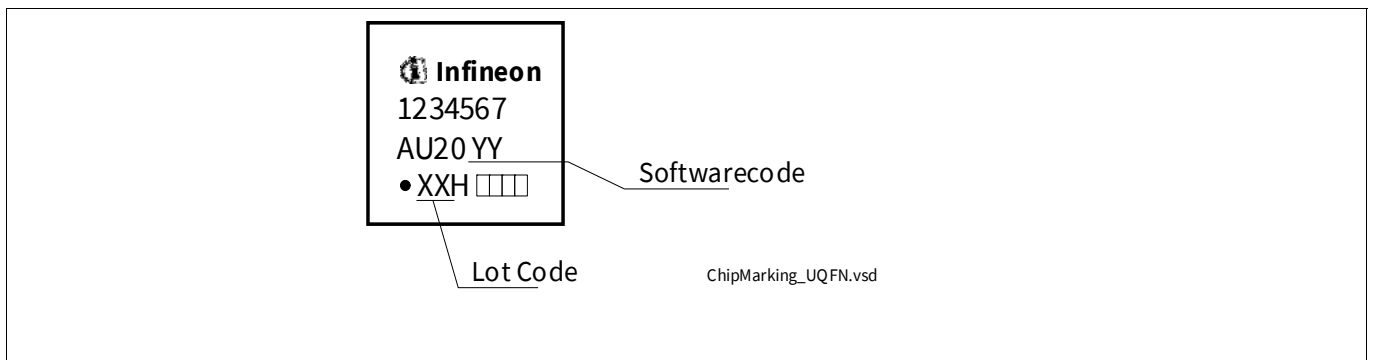 Infineon
1234567
AU20 YY
XXH
Softwarecode
Lot Code
ChipMarking_UQFN.vsd